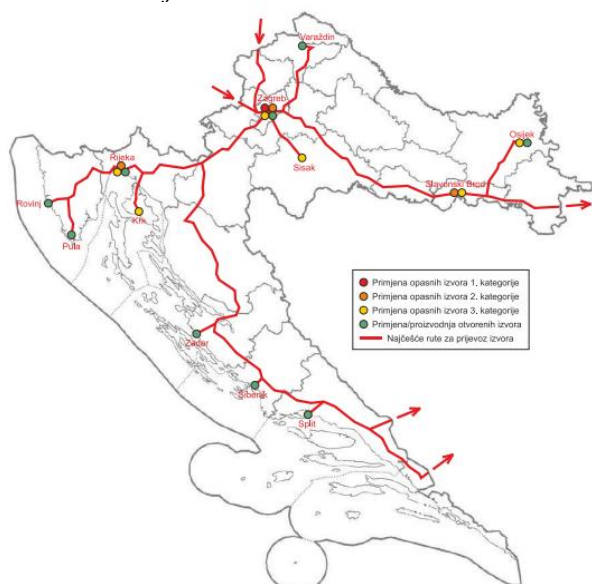 Varaždin
Zagreb
Osijek
Rijeka
Sisak
Slavonski Brod
Rovinj
Krk
Pula
Primjena opasnih izvora 1. kategorije
Primjena opasnih izvora 2. kategorije
Primjena opasnih izvora 3. kategorije
Primjena/proizvodnja otvorenih izvora
Najčešće rute za prijevoz izvora
Zadar
Šibenik
Split